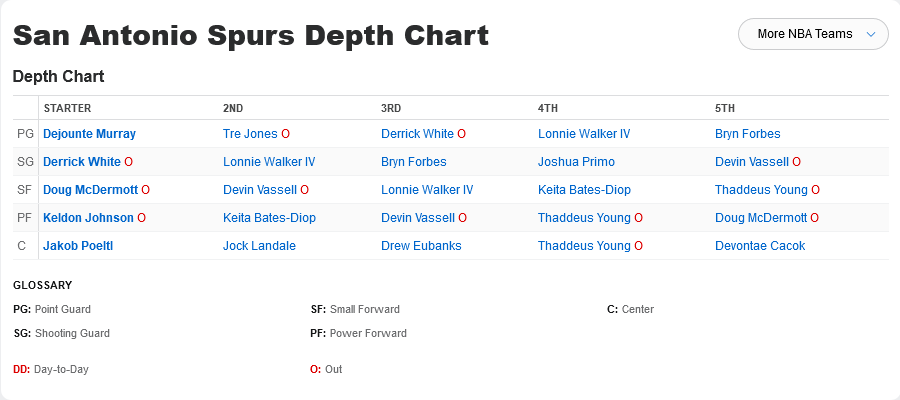 San Antonio Spurs Depth Chart
More NBA Teams
Depth Chart
STARTER 2ND 3RD 4TH 5TH
PG Dejounte Murray Tre Jones O Derrick White O Lonnie Walker IV Bryn Forbes
SG Derrick White O Lonnie Walker IV Bryn Forbes Joshua Primo Devin Vassell O
SF Doug McDermott O Devin Vassell O Lonnie Walker IV Keita Bates-Diop Thaddeus Young O
PF Keldon Johnson O Keita Bates-Diop Devin Vassell O Thaddeus Young O Doug McDermott O
C Jakob Poeltl Jock Landale Drew Eubanks Thaddeus Young O Devontae Cacok
GLOSSARY
PG: Point Guard SF: Small Forward C: Center
SG: Shooting Guard PF: Power Forward
DD: Day-to-Day O: Out